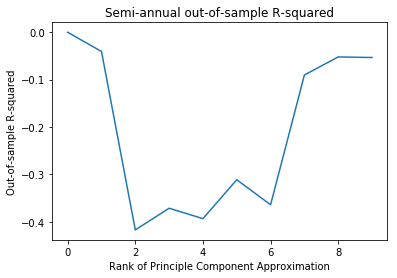 Semi-annual out-of-sample R-squared
Out-of-sample R-squared
0.0
−0.1
−0.2
−0.3
−0.4
0 2 4 6 8
Rank of Principle Component Approximation